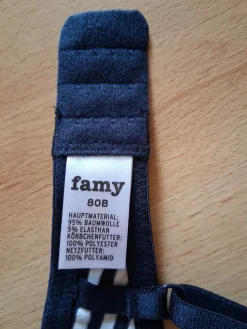 famy
80B
HAUPTMATERIAL:
95% BAUMWOLLE
5% ELASTHAN
KÖRBCHENFUTTER:
100% POLYESTER
NETZFUTTER:
100% POLYAMID